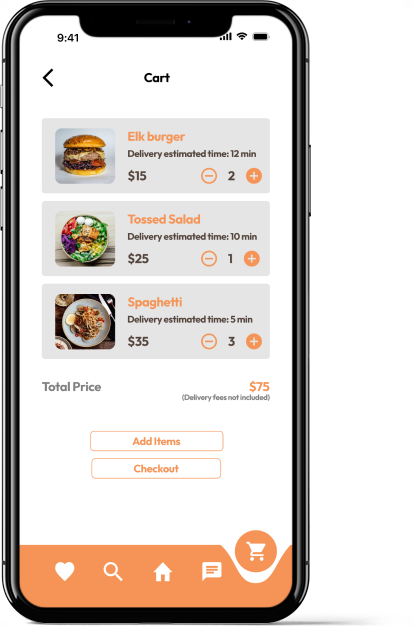 9:41
Cart
Elk burger
Delivery estimated time: 12 min
$15
2
Tossed Salad
Delivery estimated time: 10 min
$25
1
Spaghetti
Delivery estimated time: 5 min
$35
3
Total Price
$75
(Delivery fees not included)
Add Items
Checkout